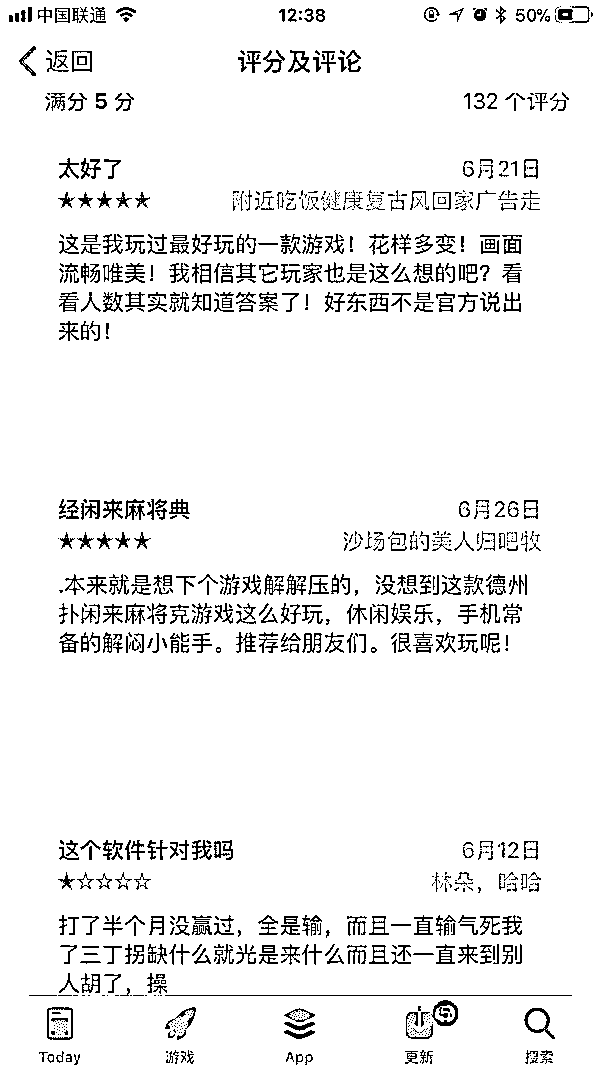 中国联通 12:38 50%
返回 评分及评论
满分 5 分 132 个评分
太好了 6月21日
★★★★★ 附近吃饭健康复古风回家广告走
这是我玩过最好玩的一款游戏！花样多变！画面
流畅唯美！我相信其它玩家也是这么想的吧？看
看人数其实就知道答案了！好东西不是官方说出
来的！
经闲来麻将典 6月26日
★★★★★ 沙场包的美人归吧牧
.本来就是想下个游戏解解压的，没想到这款德州
扑闲来麻将克游戏这么好玩，休闲娱乐，手机常
备的解闷小能手。推荐给朋友们。很喜欢玩呢！
这个软件针对我吗 6月12日
★☆☆☆☆ 林朵，哈哈
打了半个月没赢过，全是输，而且一直输气死我
了三丁拐缺什么就光是来什么而且还一直来到别
人胡了，操
Today 游戏 App 更新 搜索